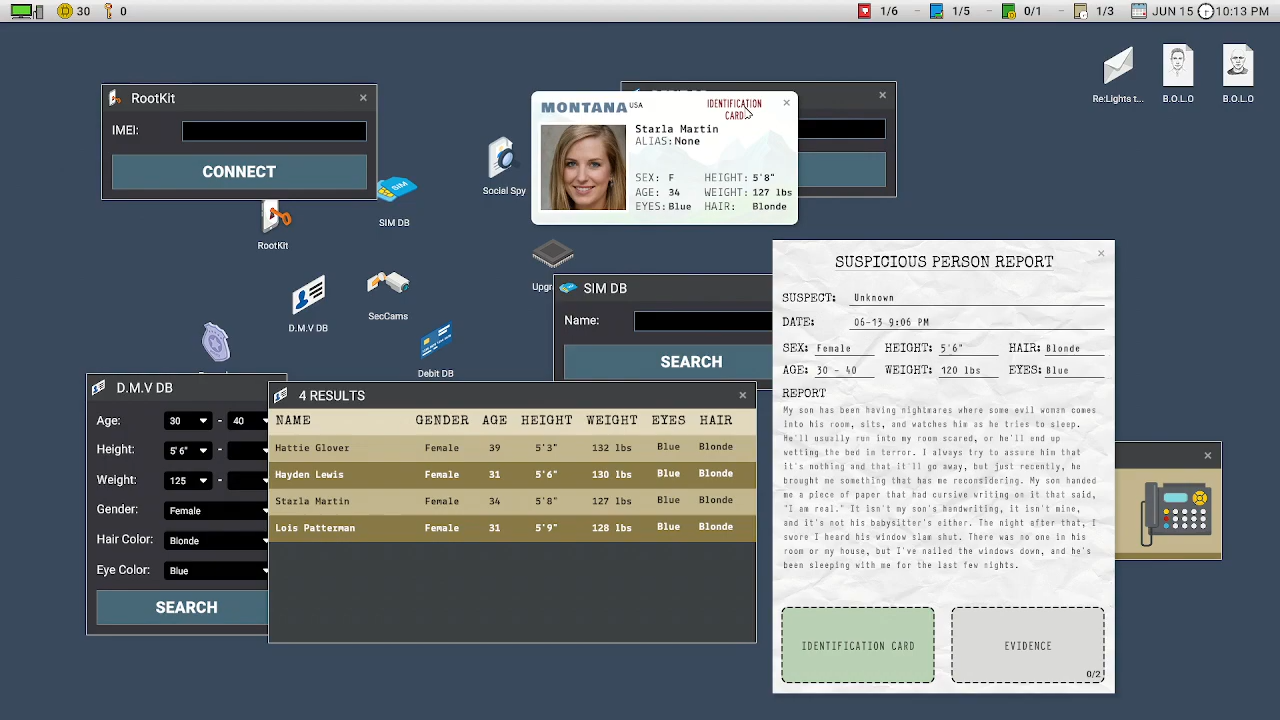 30 0 1/6 1/5 0/1 1/3 JUN 15 10:13 PM
Re:Lights t... B.O.L.O B.O.L.O
RootKit
IMEI:
CONNECT
RootKit
SIM DB
Social Spy
D.M.V DB
SecCams
Debit DB
MONTANA USA
IDENTIFICATION
CARD
Starla Martin
ALIAS: None
SEX: F HEIGHT: 5'8"
AGE: 34 WEIGHT: 127 lbs
EYES: Blue HAIR: Blonde
SIM DB
Name:
SEARCH
D.M.V DB
Age: 30 - 40
Height: 5' 6" -
Weight: 125 -
Gender: Female
Hair Color: Blonde
Eye Color: Blue
SEARCH
4 RESULTS
NAME GENDER AGE HEIGHT WEIGHT EYES HAIR
Hattie Glover Female 39 5'3" 132 lbs Blue Blonde
Hayden Lewis Female 31 5'6" 130 lbs Blue Blonde
Starla Martin Female 34 5'8" 127 lbs Blue Blonde
Lois Patterman Female 31 5'9" 128 lbs Blue Blonde
SUSPICIOUS PERSON REPORT
SUSPECT: Unknown
DATE: 06-13 9:06 PM
SEX: Female HEIGHT: 5'6" HAIR: Blonde
AGE: 30 - 40 WEIGHT: 120 lbs EYES: Blue
REPORT
My son has been having nightmares where some evil woman comes
into his room, sits, and watches him as he tries to sleep.
He'll usually run into my room scared, or he'll end up
wetting the bed in terror. I always try to assure him that
it's nothing and that it'll go away, but just recently, he
brought me something that has me reconsidering. My son handed
me a piece of paper that had cursive writing on it that said,
"I am real." It isn't my son's handwriting, it isn't mine,
and it's not his babysitter's either. The night after that, I
swore I heard his window slam shut. There was no one in his
room or my house, but I've nailed the windows down, and he's
been sleeping with me for the last few nights.
IDENTIFICATION CARD
EVIDENCE
0/2